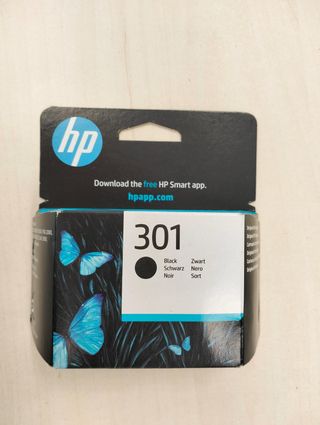 hp
Download the free HP Smart app.
hpapp.com
301
Black Zwart
Schwarz Nero
Noir Sort